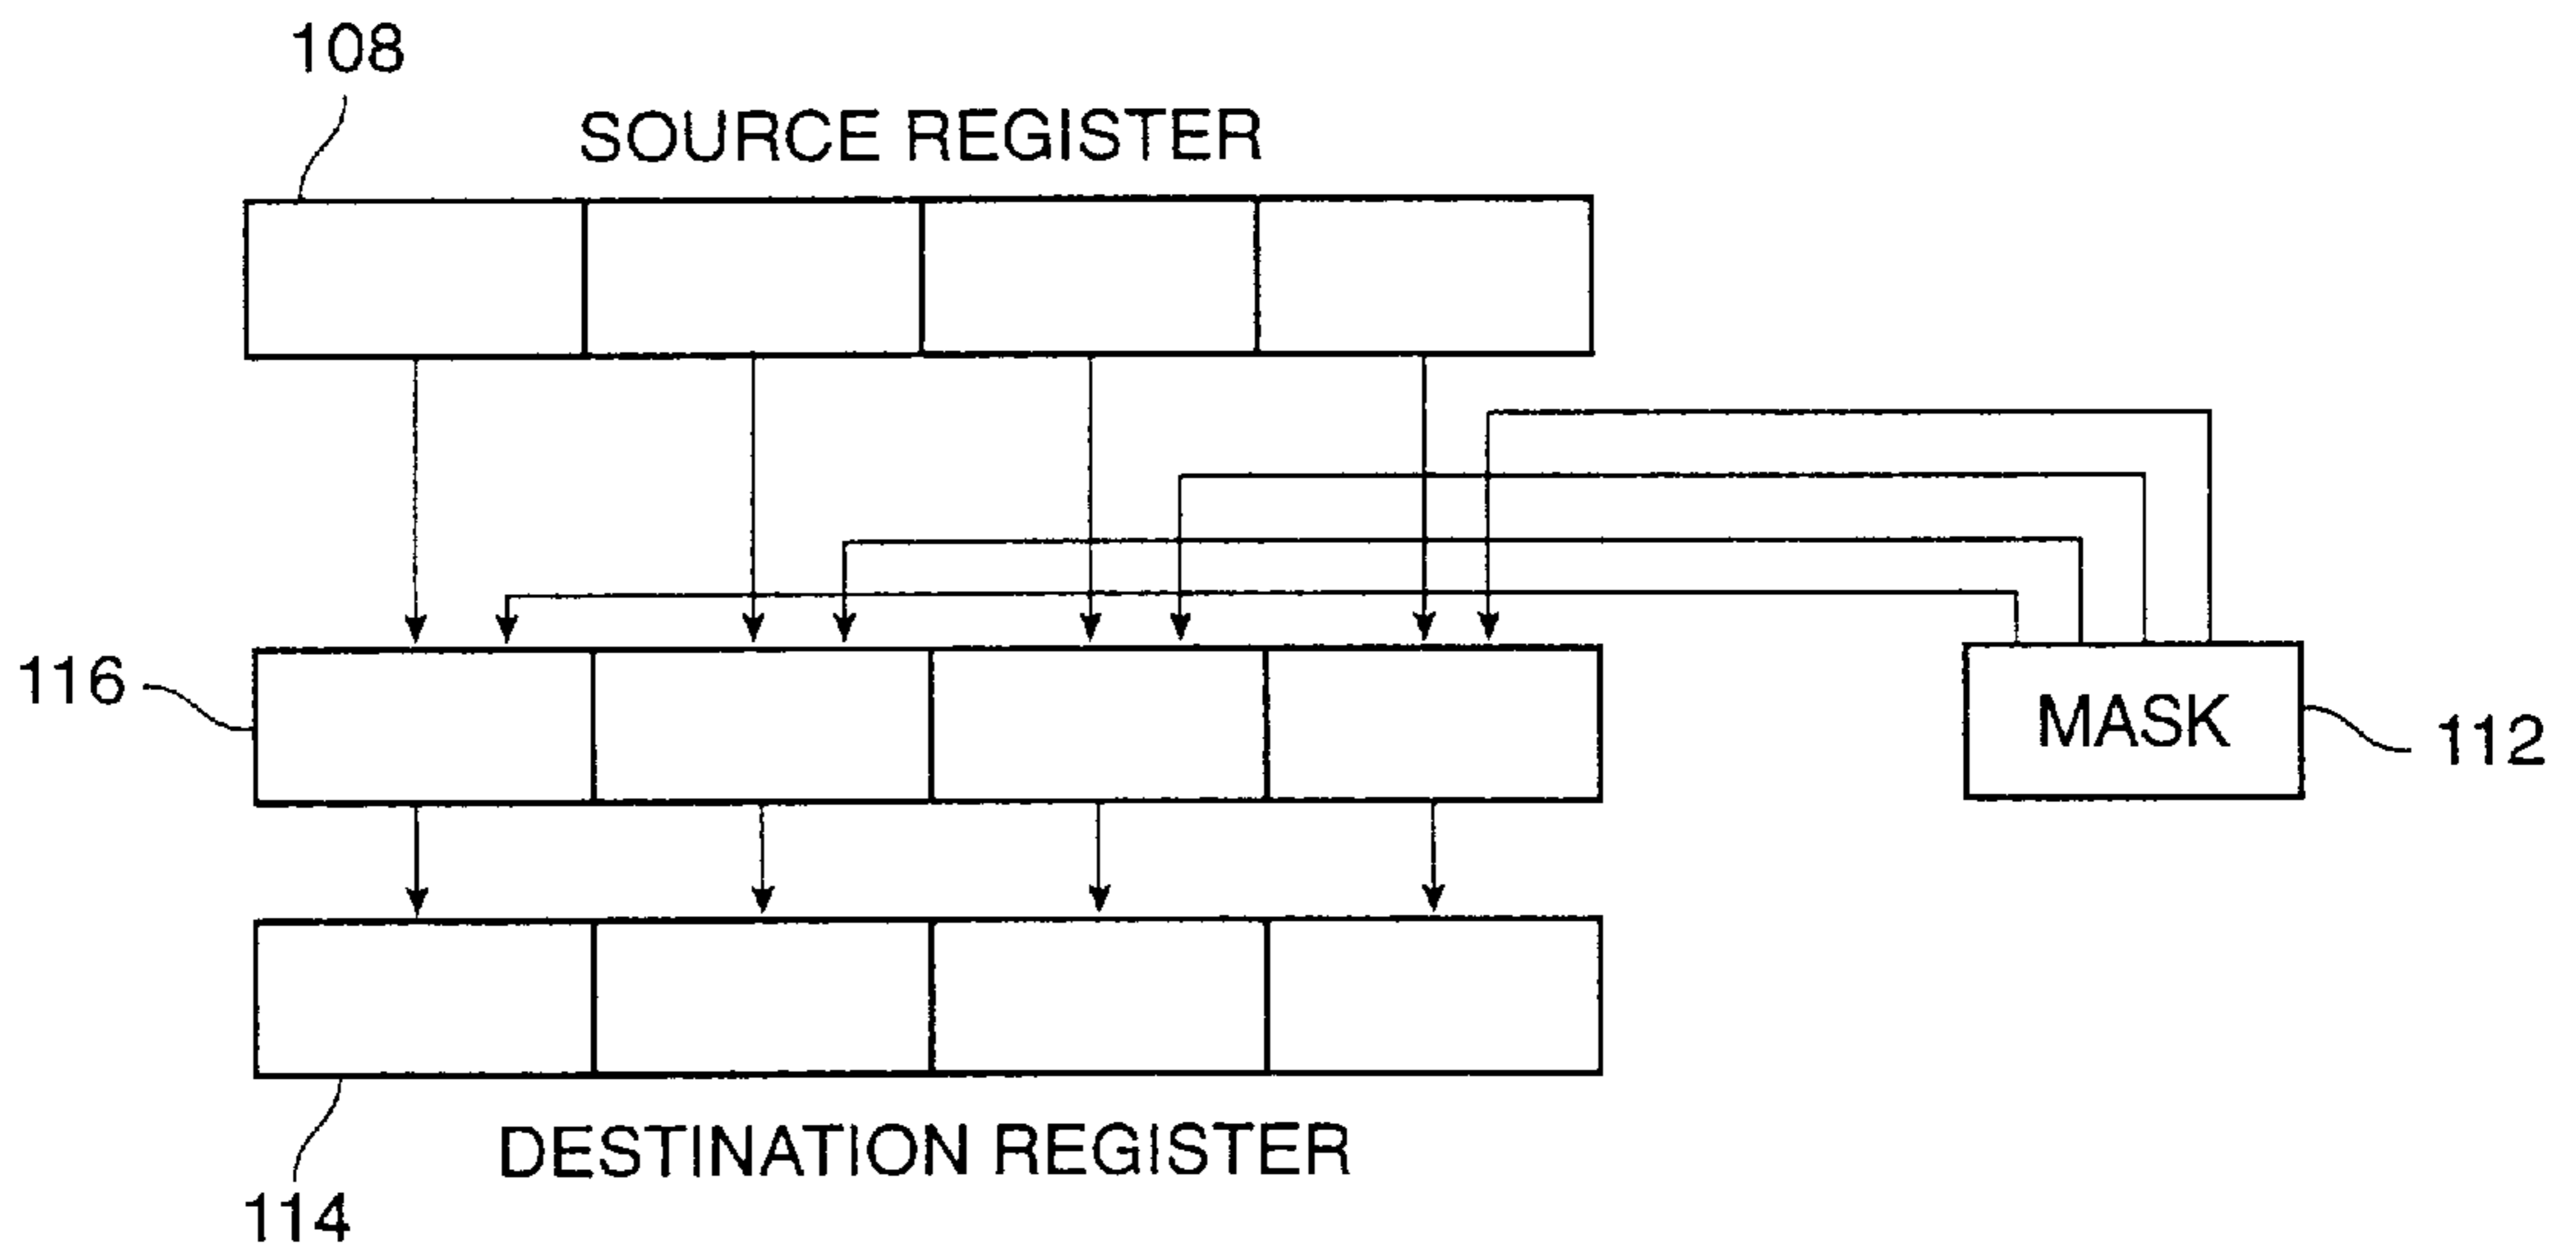 108
SOURCE REGISTER
116
MASK
112
DESTINATION REGISTER
114